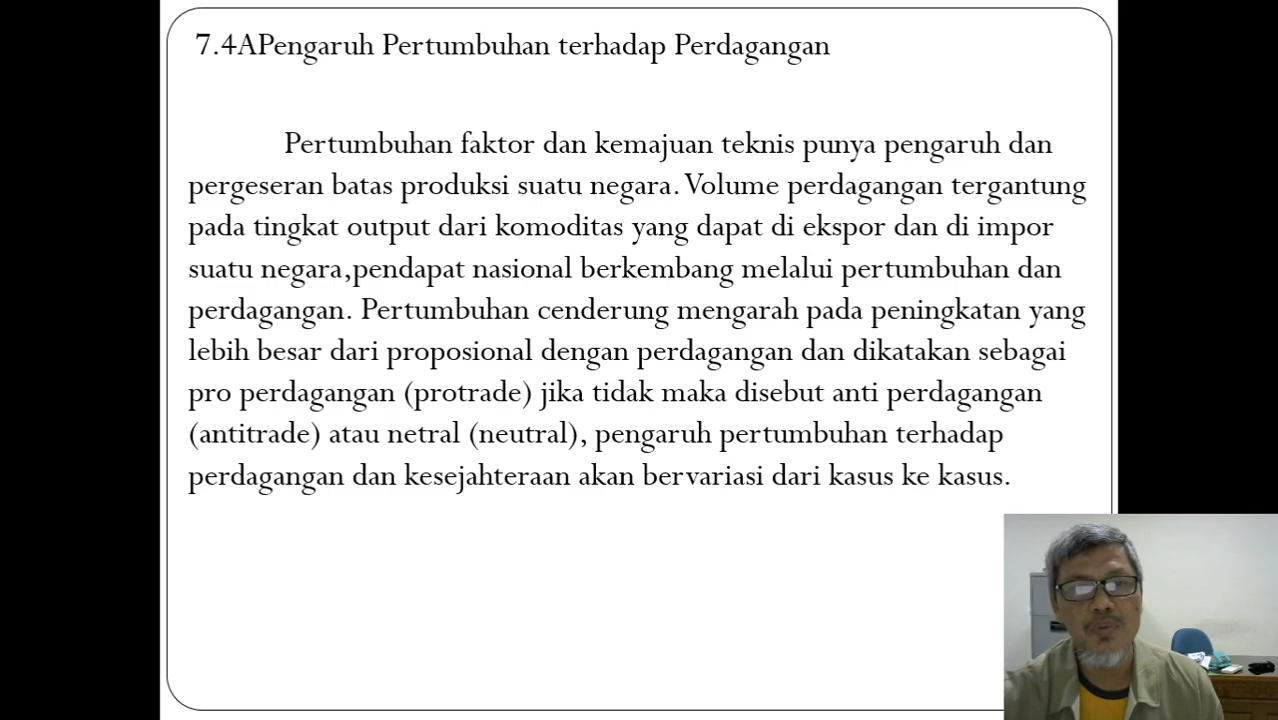 7.4APengaruh Pertumbuhan terhadap Perdagangan
Pertumbuhan faktor dan kemajuan teknis punya pengaruh dan
pergeseran batas produksi suatu negara. Volume perdagangan tergantung
pada tingkat output dari komoditas yang dapat di ekspor dan di impor
suatu negara,pendapat nasional berkembang melalui pertumbuhan dan
perdagangan. Pertumbuhan cenderung mengarah pada peningkatan yang
lebih besar dari proposional dengan perdagangan dan dikatakan sebagai
pro perdagangan (protrade) jika tidak maka disebut anti perdagangan
(antitrade) atau netral (neutral), pengaruh pertumbuhan terhadap
perdagangan dan kesejahteraan akan bervariasi dari kasus ke kasus.